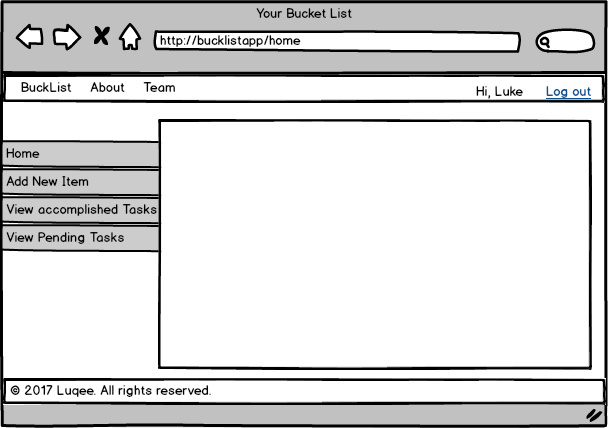 Your Bucket List
http://bucklistapp/home
BuckList About Team
Hi, Luke Log out
Home
Add New Item
View accomplished Tasks
View Pending Tasks
© 2017 Luqee. All rights reserved.